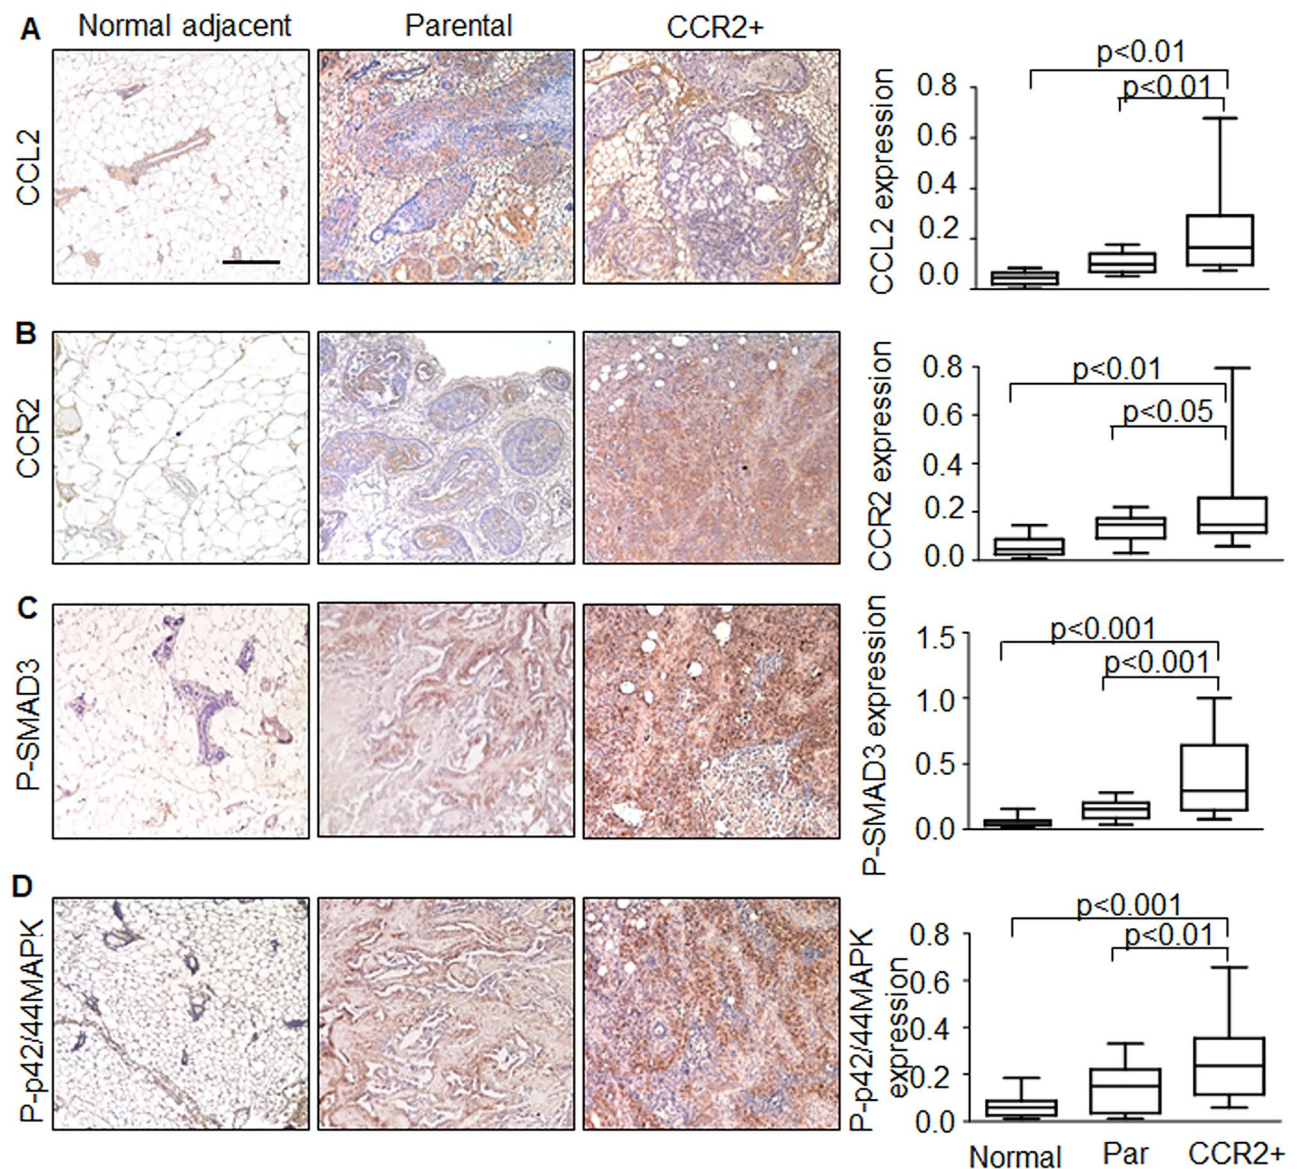 A
Normal adjacent
Parental
CCR2+
CCL2
CCL2 expression
0.8
0.6
0.4
0.2
0.0
p<0.01
p<0.01
B
CCR2
CCR2 expression
0.8
0.6
0.4
0.2
0.0
p<0.01
p<0.05
C
P-SMAD3
P-SMAD3 expression
1.5
1.0
0.5
0.0
p<0.001
p<0.001
D
P-p42/44MAPK
P-p42/44MAPK
expression
0.8
0.6
0.4
0.2
0.0
p<0.001
p<0.01
Normal
Par
CCR2+